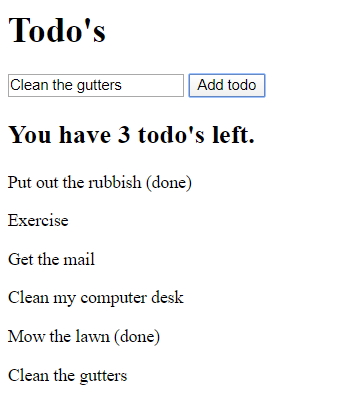 Todo's
Clean the gutters Add todo
You have 3 todo's left.
Put out the rubbish (done)
Exercise
Get the mail
Clean my computer desk
Mow the lawn (done)
Clean the gutters